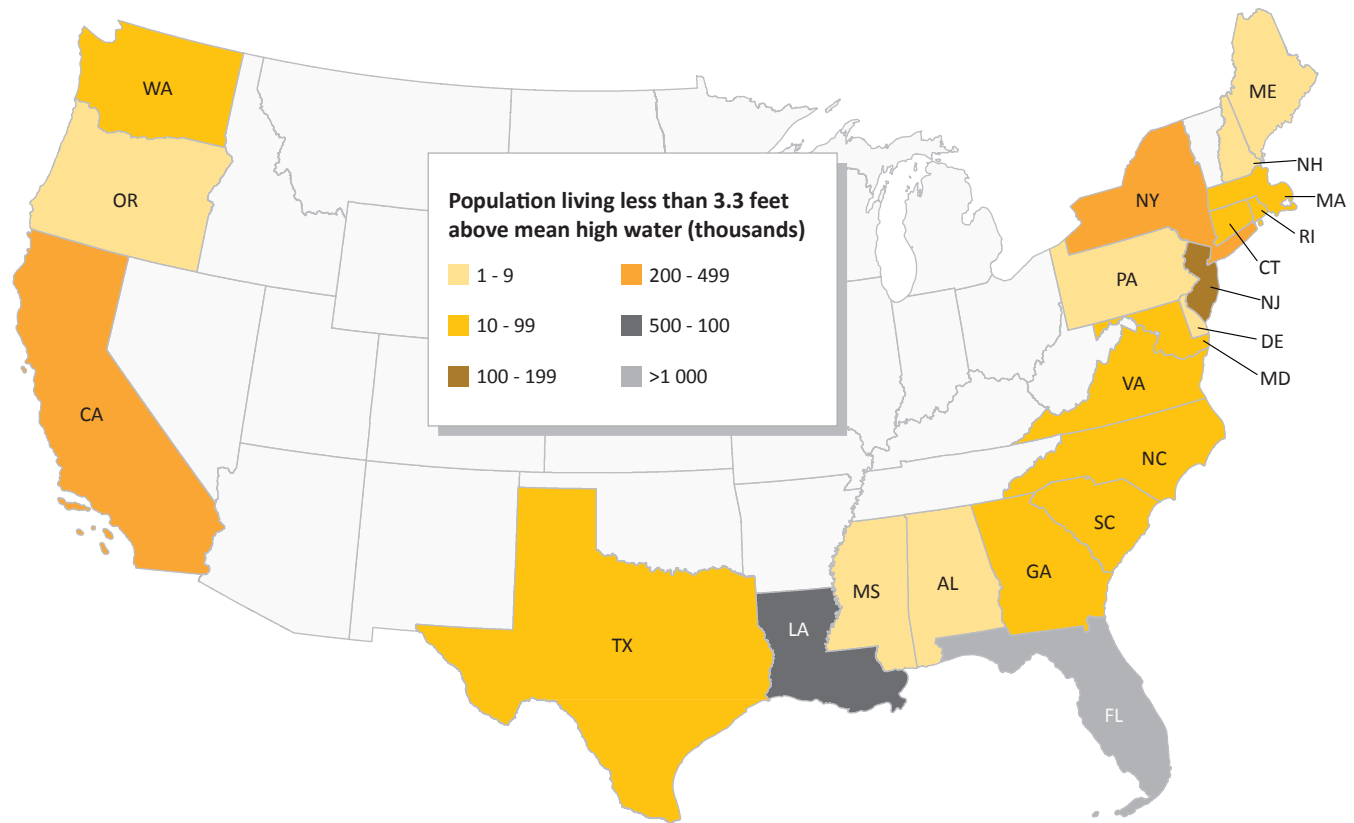 WA
ME
OR
NH
NY
MA
RI
CT
PA
NJ
DE
MD
VA
CA
NC
SC
GA
MS
AL
LA
TX
FL
Population living less than 3.3 feet
above mean high water (thousands)
1 - 9
200 - 499
10 - 99
500 - 100
100 - 199
>1 000